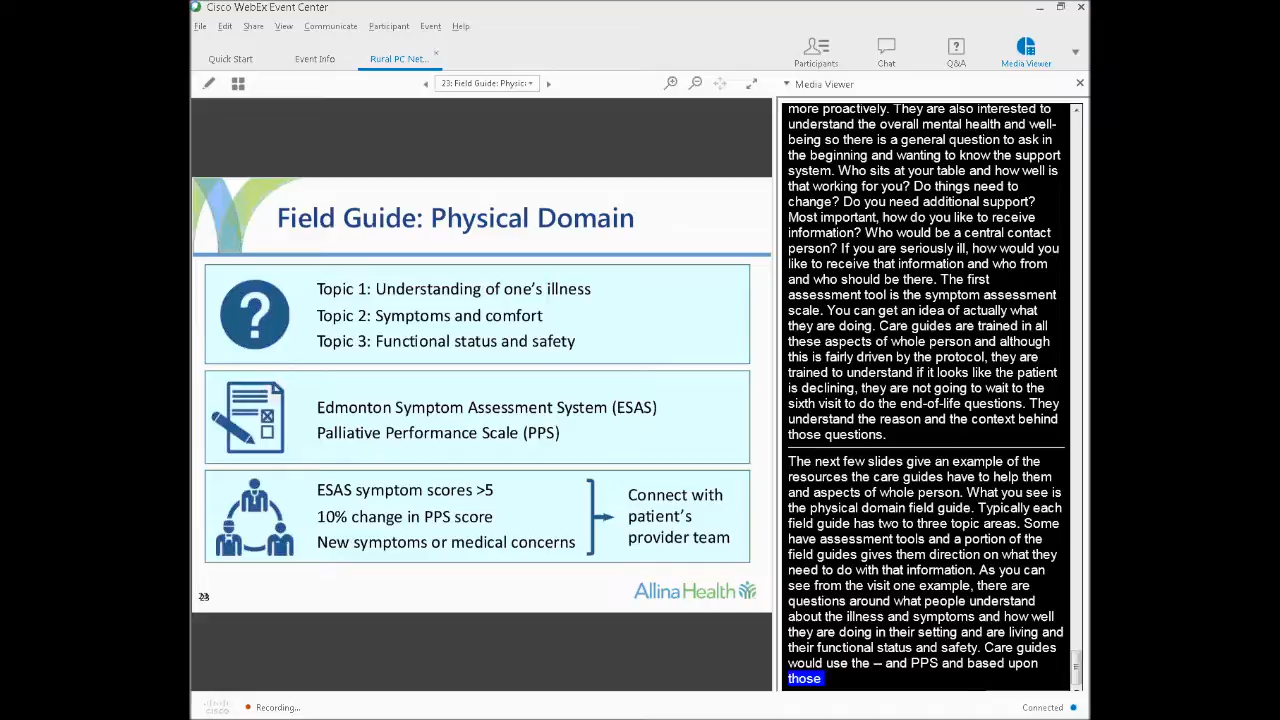 Cisco WebEx Event Center
File Edit Share View Communicate Participant Event Help
Quick Start Event Info Rural PC Net...
Participants Chat Q&A Media Viewer
23: Field Guide: Physic
Media Viewer
Field Guide: Physical Domain
?
Topic 1: Understanding of one's illness
Topic 2: Symptoms and comfort
Topic 3: Functional status and safety
Edmonton Symptom Assessment System (ESAS)
Palliative Performance Scale (PPS)
ESAS symptom scores >5
10% change in PPS score
New symptoms or medical concerns
Connect with
patient's
provider team
23
Allina Health
more proactively. They are also interested to
understand the overall mental health and well-
being so there is a general question to ask in
the beginning and wanting to know the support
system. Who sits at your table and how well is
that working for you? Do things need to
change? Do you need additional support?
Most important, how do you like to receive
information? Who would be a central contact
person? If you are seriously ill, how would you
like to receive that information and who from
and who should be there. The first
assessment tool is the symptom assessment
scale. You can get an idea of actually what
they are doing. Care guides are trained in all
these aspects of whole person and although
this is fairly driven by the protocol, they are
trained to understand if it looks like the patient
is declining, they are not going to wait to the
sixth visit to do the end-of-life questions. They
understand the reason and the context behind
those questions.
The next few slides give an example of the
resources the care guides have to help them
and aspects of whole person. What you see is
the physical domain field guide. Typically each
field guide has two to three topic areas. Some
have assessment tools and a portion of the
field guides gives them direction on what they
need to do with that information. As you can
see from the visit one example, there are
questions around what people understand
about the illness and symptoms and how well
they are doing in their setting and are living and
their functional status and safety. Care guides
would use the -- and PPS and based upon
those
cisco
Recording...
Connected